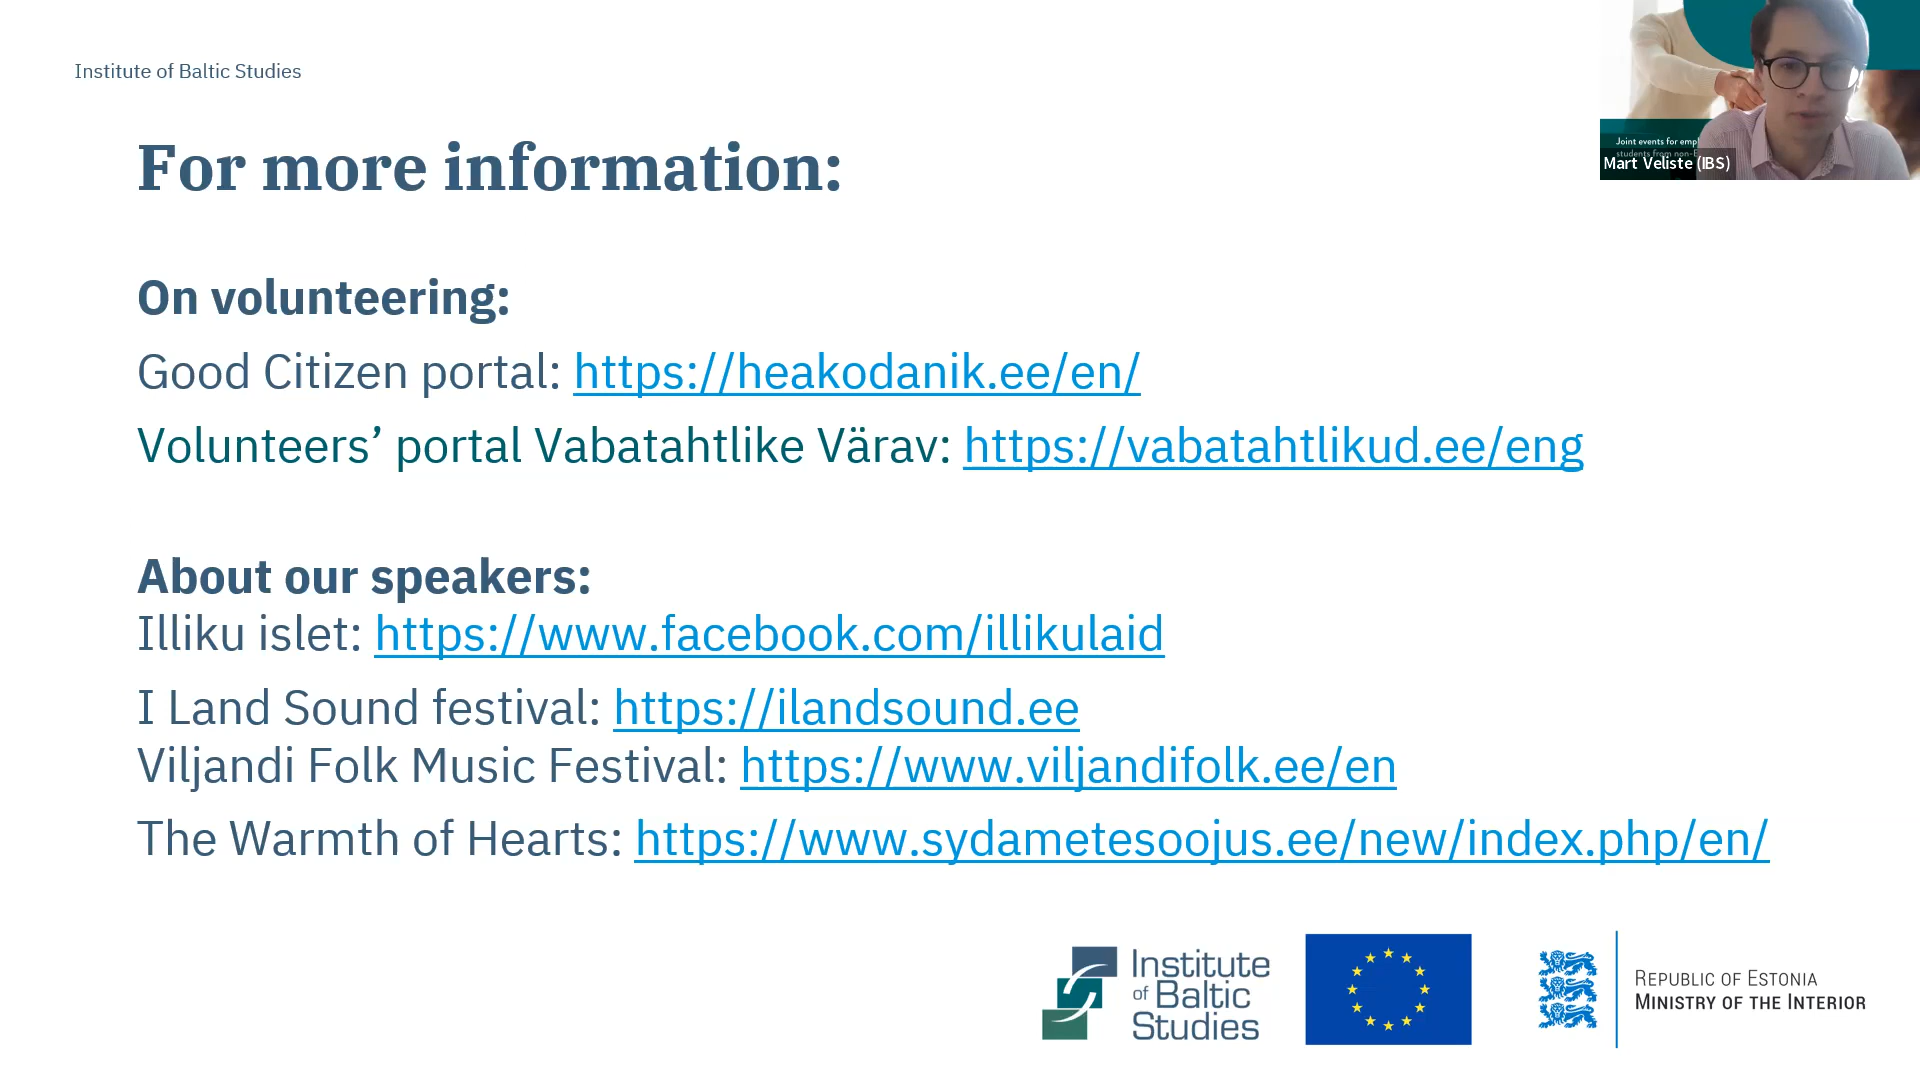 Institute of Baltic Studies
For more information:
On volunteering:
Good Citizen portal: https://heakodanik.ee/en/
Volunteers’ portal Vabatahtlike Värav: https://vabatahtlikud.ee/eng
About our speakers:
Illiku islet: https://www.facebook.com/illikulaid
I Land Sound festival: https://ilandsound.ee
Viljandi Folk Music Festival: https://www.viljandifolk.ee/en
The Warmth of Hearts: https://www.sydametesoojus.ee/new/index.php/en/
Joint events for
students from
Mart Veliste (IBS)
Institute
of Baltic
Studies
REPUBLIC OF ESTONIA
MINISTRY OF THE INTERIOR